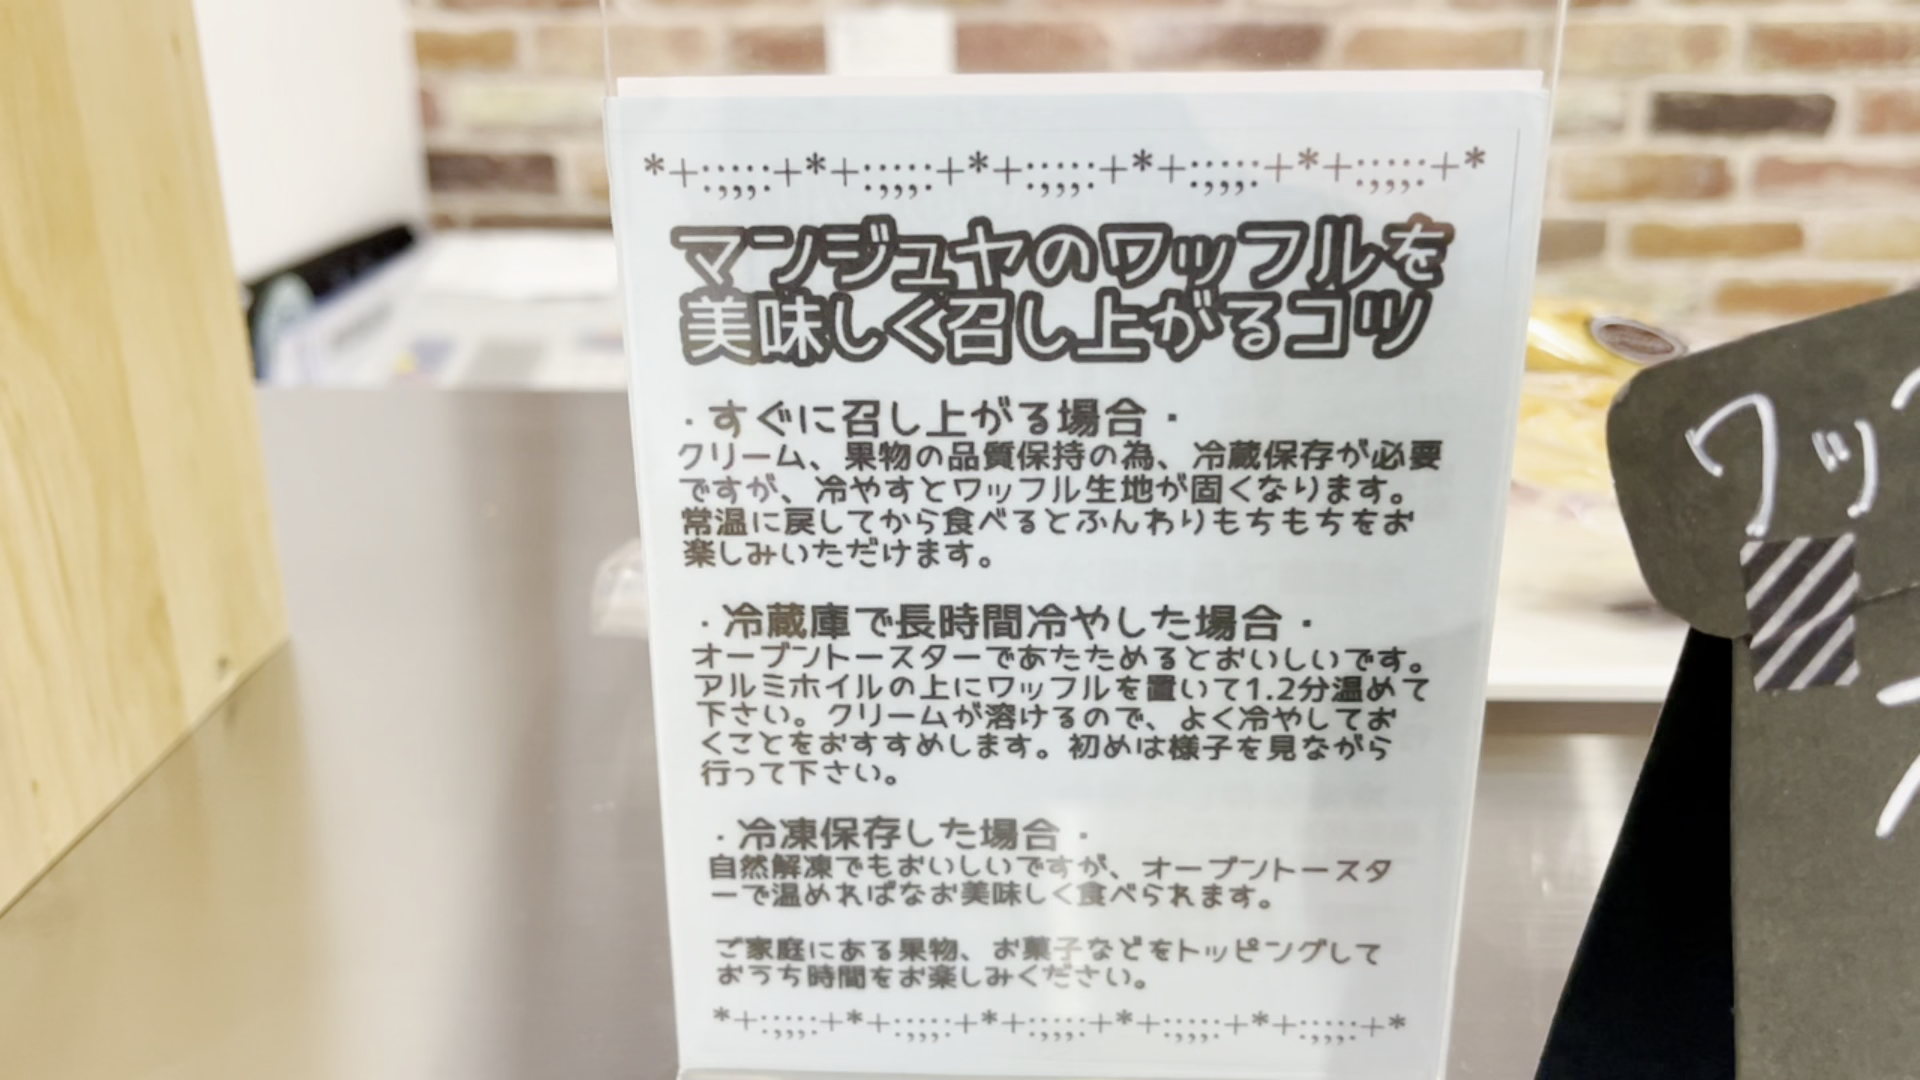 *+:;;;:+*+:;;;:+*+:;;;:+*+:;;;:+*+:;;;:+*
マンジュヤのワッフルを
美味しく召し上がるコツ
・すぐに召し上がる場合・
クリーム、果物の品質保持の為、冷蔵保存が必要
ですが、冷やすとワッフル生地が固くなります。
常温に戻してから食べるとふんわりもちもちをお
楽しみいただけます。
・冷蔵庫で長時間冷やした場合・
オーブントースターであたためるとおいしいです。
アルミホイルの上にワッフルを置いて1.2分温めて
下さい。クリームが溶けるので、よく冷やしてお
くことをおすすめします。初めは様子を見ながら
行って下さい。
・冷凍保存した場合・
自然解凍でもおいしいですが、オーブントースタ
ーで温めればなお美味しく食べられます。
ご家庭にある果物、お菓子などをトッピングして
おうち時間をお楽しみください。
*+:;;;:+*+:;;;:+*+:;;;:+*+:;;;:+*+:;;;:+*
ワッ